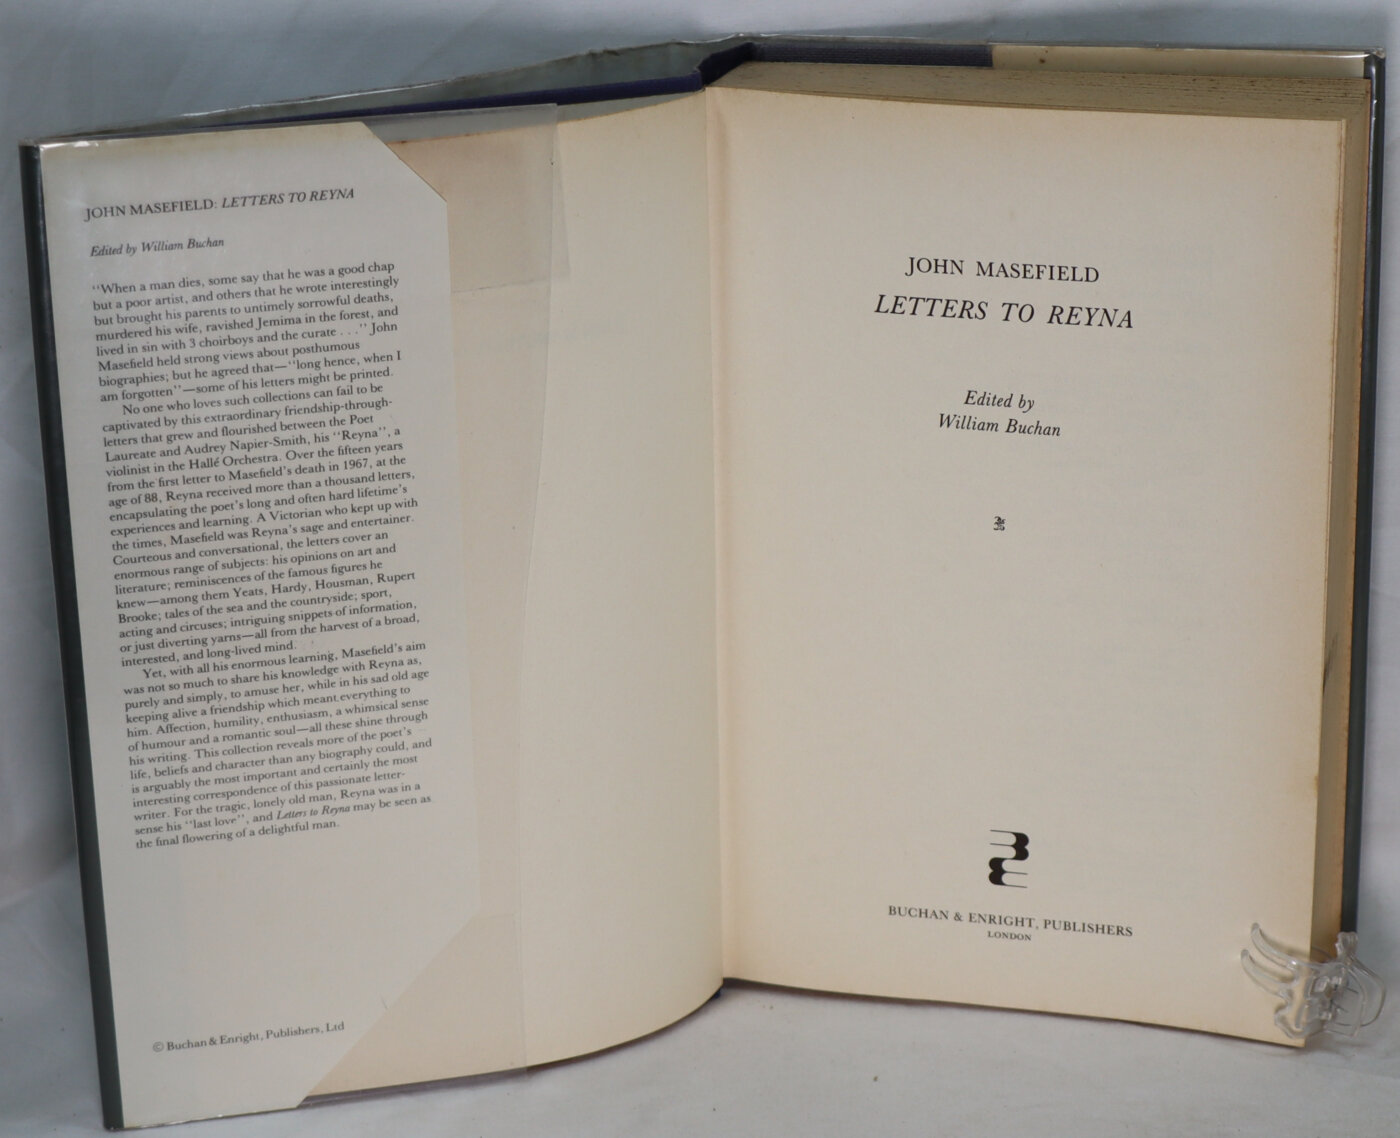 JOHN MASEFIELD: LETTERS TO REYNA
Edited by William Buchan
"When a man dies, some say that he was a good chap
but a poor artist, and others that he wrote interestingly
but brought his parents to untimely sorrowful deaths,
murdered his wife, ravished Jemima in the forest, and
lived in sin with 3 choirboys and the curate . . ." John
Masefield held strong views about posthumous
biographies; but he agreed that—"long hence, when I
am forgotten"—some of his letters might be printed.
No one who loves such collections can fail to be
captivated by this extraordinary friendship-through-
letters that grew and flourished between the Poet
Laureate and Audrey Napier-Smith, his "Reyna", a
violinist in the Hallé Orchestra. Over the fifteen years
from the first letter to Masefield's death in 1967, at the
age of 88, Reyna received more than a thousand letters,
encapsulating the poet's long and often hard lifetime's
experiences and learning. A Victorian who kept up with
the times, Masefield was Reyna's sage and entertainer.
Courteous and conversational, the letters cover an
enormous range of subjects: his opinions on art and
literature; reminiscences of the famous figures he
knew—among them Yeats, Hardy, Housman, Rupert
Brooke; tales of the sea and the countryside; sport,
acting and circuses; intriguing snippets of information,
or just diverting yarns—all from the harvest of a broad,
interested, and long-lived mind.
Yet, with all his enormous learning, Masefield's aim
was not so much to share his knowledge with Reyna as,
purely and simply, to amuse her, while in his sad old age
keeping alive a friendship which meant everything to
him. Affection, humility, enthusiasm, a whimsical sense
of humour and a romantic soul—all these shine through
his writing. This collection reveals more of the poet's
life, beliefs and character than any biography could, and
is arguably the most important and certainly the most
interesting correspondence of this passionate letter-
writer. For the tragic, lonely old man, Reyna was in a
sense his "last love", and Letters to Reyna may be seen as
the final flowering of a delightful man.
© Buchan & Enright, Publishers, Ltd
JOHN MASEFIELD
LETTERS TO REYNA
Edited by
William Buchan
BUCHAN & ENRIGHT, PUBLISHERS
LONDON